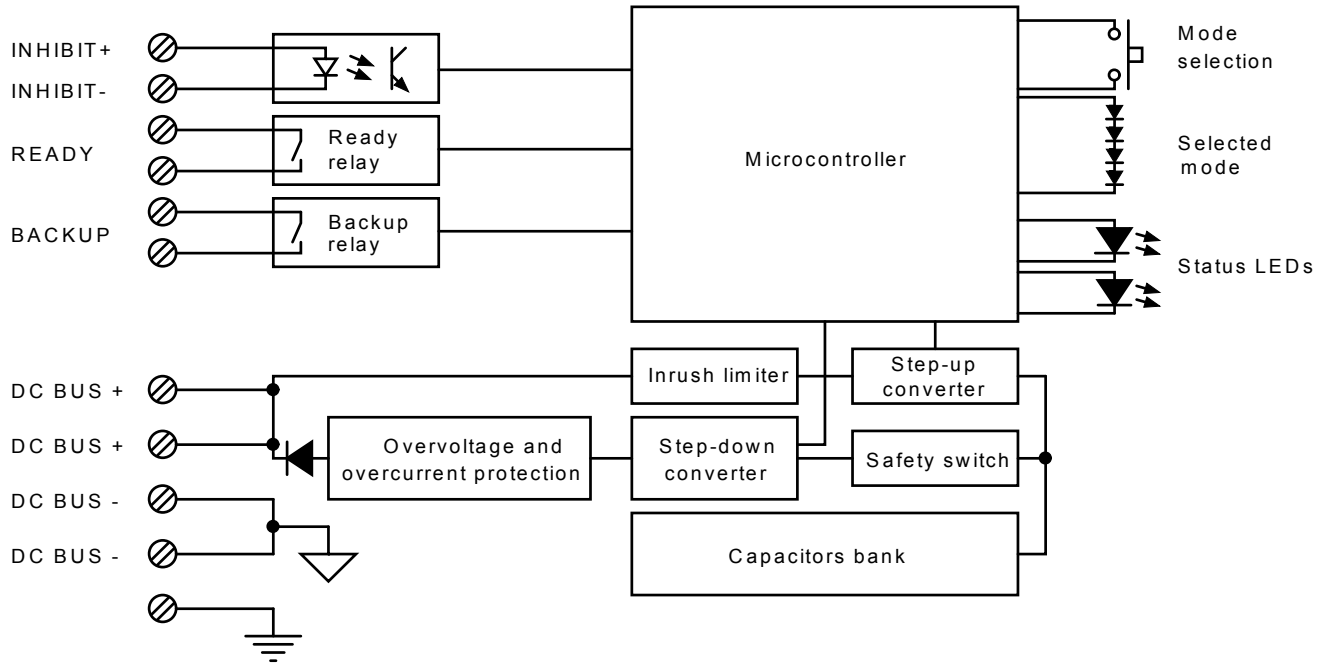 INHIBIT+
INHIBIT-
READY
BACKUP
Ready
relay
Backup
relay
Microcontroller
Mode
selection
Selected
mode
Status LEDs
DC BUS +
DC BUS +
DC BUS -
DC BUS -
Inrush limiter
Step-up
converter
Overvoltage and
overcurrent protection
Step-down
converter
Safety switch
Capacitors bank